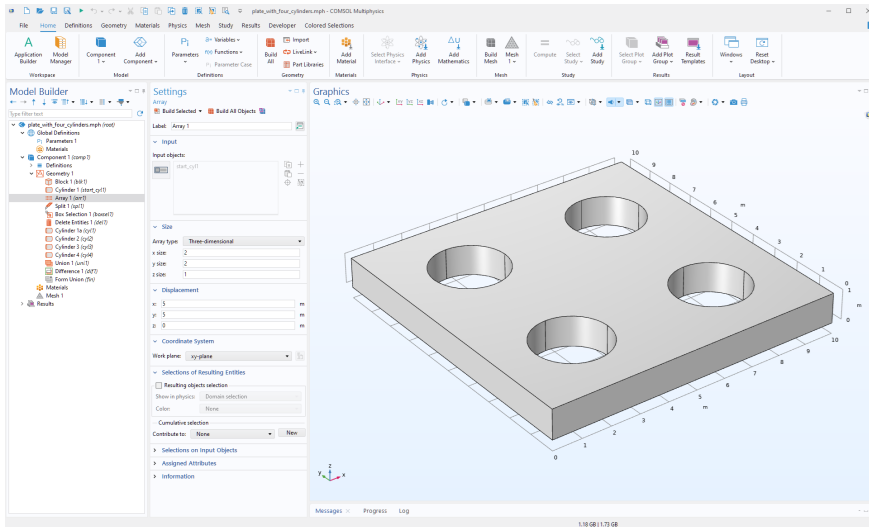 plate_with_four_cylinders.mph - COMSOL Multiphysics
File Home Definitions Geometry Materials Physics Mesh Study Results Developer Colored Selections
Application Builder
Model Manager
Workspace
Component 1
Add Component
Model
Parameters 1
a= Variables
f(x) Functions
Pi Parameter Case
Definitions
Build All
Import
LiveLink
Part Libraries
Geometry
Add Material
Materials
Select Physics Interface
Add Physics
Add Mathematics
Physics
Build Mesh
Mesh 1
Mesh
Compute
Select Study
Add Study
Study
Select Plot Group
Add Plot Group
Result Templates
Results
Windows
Reset Desktop
Layout
Model Builder
Type filter text
plate_with_four_cylinders.mph (root)
Global Definitions
Pi Parameters 1
Materials
Component 1 (comp1)
Definitions
Geometry 1
Block 1 (blk1)
Cylinder 1 (start_cyl1)
Array 1 (arr1)
Split 1 (spl1)
Box Selection 1 (boxsel1)
Delete Entities 1 (del1)
Cylinder 1a (cyl1)
Cylinder 2 (cyl2)
Cylinder 3 (cyl3)
Cylinder 4 (cyl4)
Union 1 (uni1)
Difference 1 (dif1)
Form Union (fin)
Materials
Mesh 1
Results
Settings
Array
Build Selected Build All Objects
Label: Array 1
Input
Input objects:
start_cyl1
Size
Array type: Three-dimensional
x size: 2
y size: 2
z size: 1
Displacement
x: 5 m
y: 5 m
z: 0 m
Coordinate System
Work plane: xy-plane
Selections of Resulting Entities
Resulting objects selection
Show in physics: Domain selection
Color: None
Cumulative selection
Contribute to: None New
Selections on Input Objects
Assigned Attributes
Information
Graphics
10
9
8
7
6
m
5
4
3
2
1
0
1
m
0
10
9
8
7
6
5
m
4
3
2
1
0
z
y
x
Messages Progress Log
1.18 GB | 1.73 GB